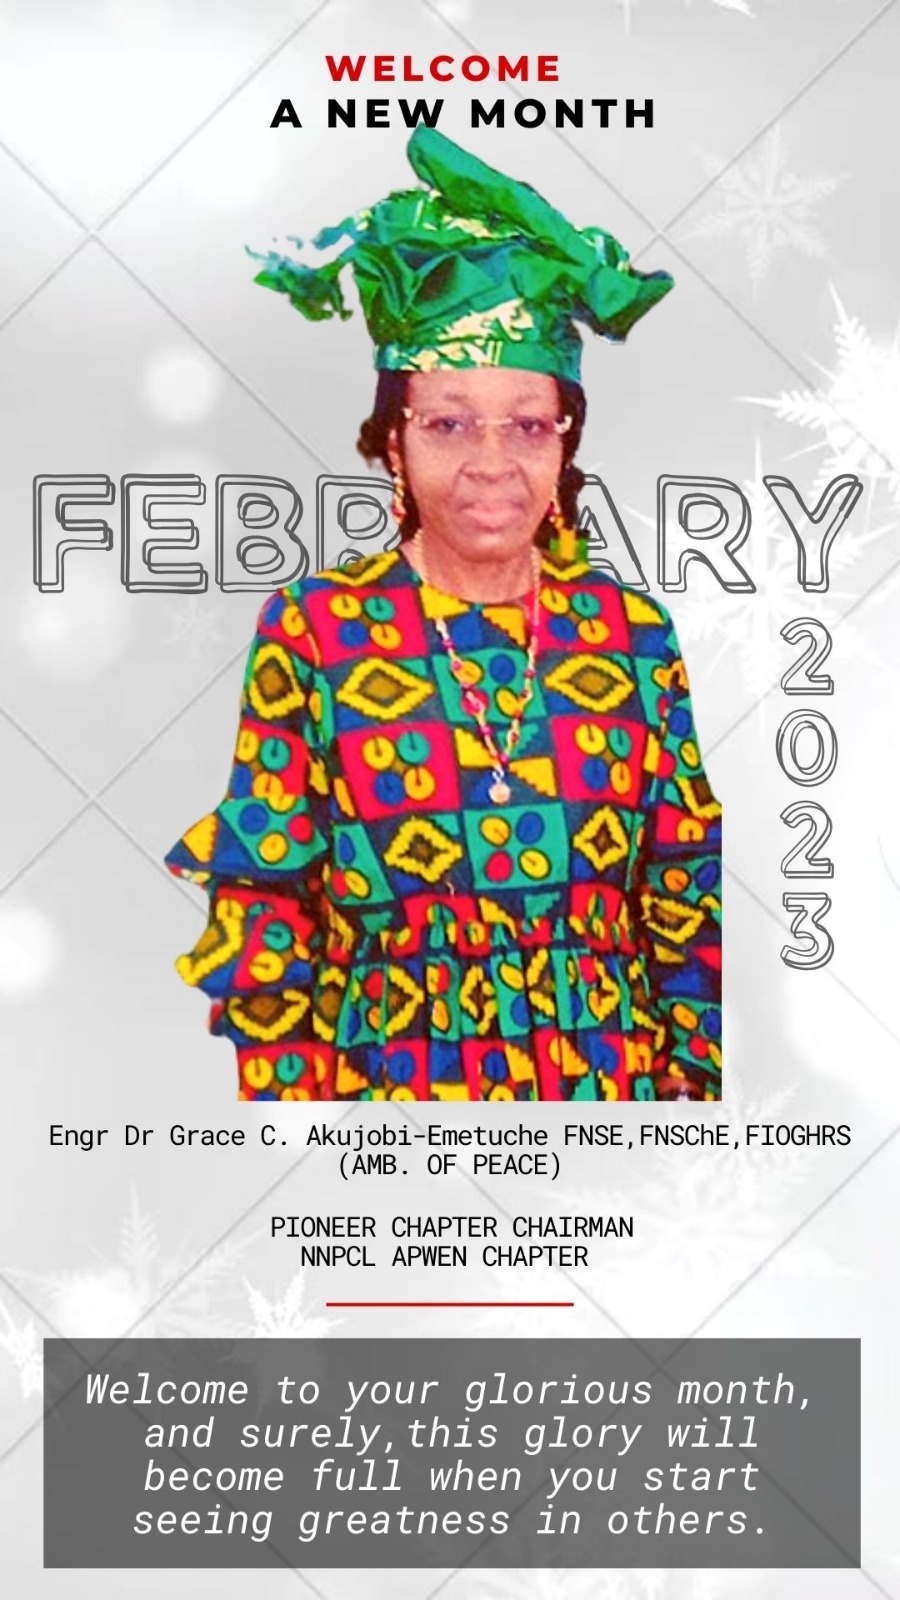 WELCOME
A NEW MONTH
FEBRUARY
2023
Engr Dr Grace C. Akujobi-Emetuche FNSE,FNSChE,FIOGHRS
(AMB. OF PEACE)
PIONEER CHAPTER CHAIRMAN
NNPCL APWEN CHAPTER
Welcome to your glorious month,
and surely,this glory will
become full when you start
seeing greatness in others.